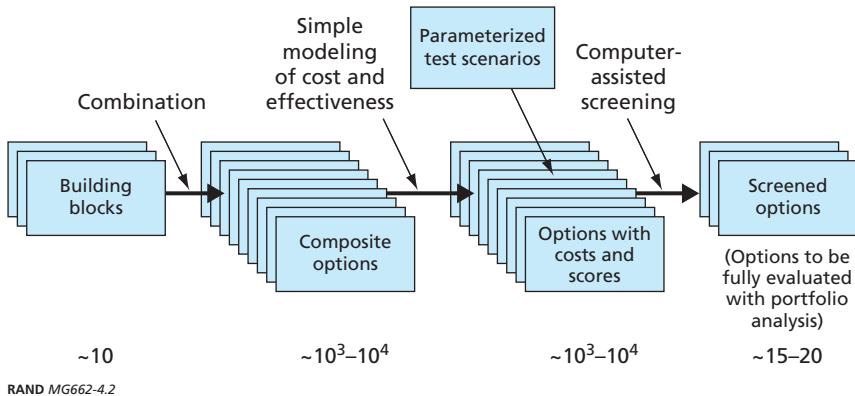 Combination
Simple
modeling
of cost and
effectiveness
Parameterized
test scenarios
Computer-
assisted
screening
Building
blocks
Composite
options
Options with
costs and
scores
Screened
options
(Options to be
fully evaluated
with portfolio
analysis)
~10
~10³–10⁴
~10³–10⁴
~15–20
RAND MG662-4.2